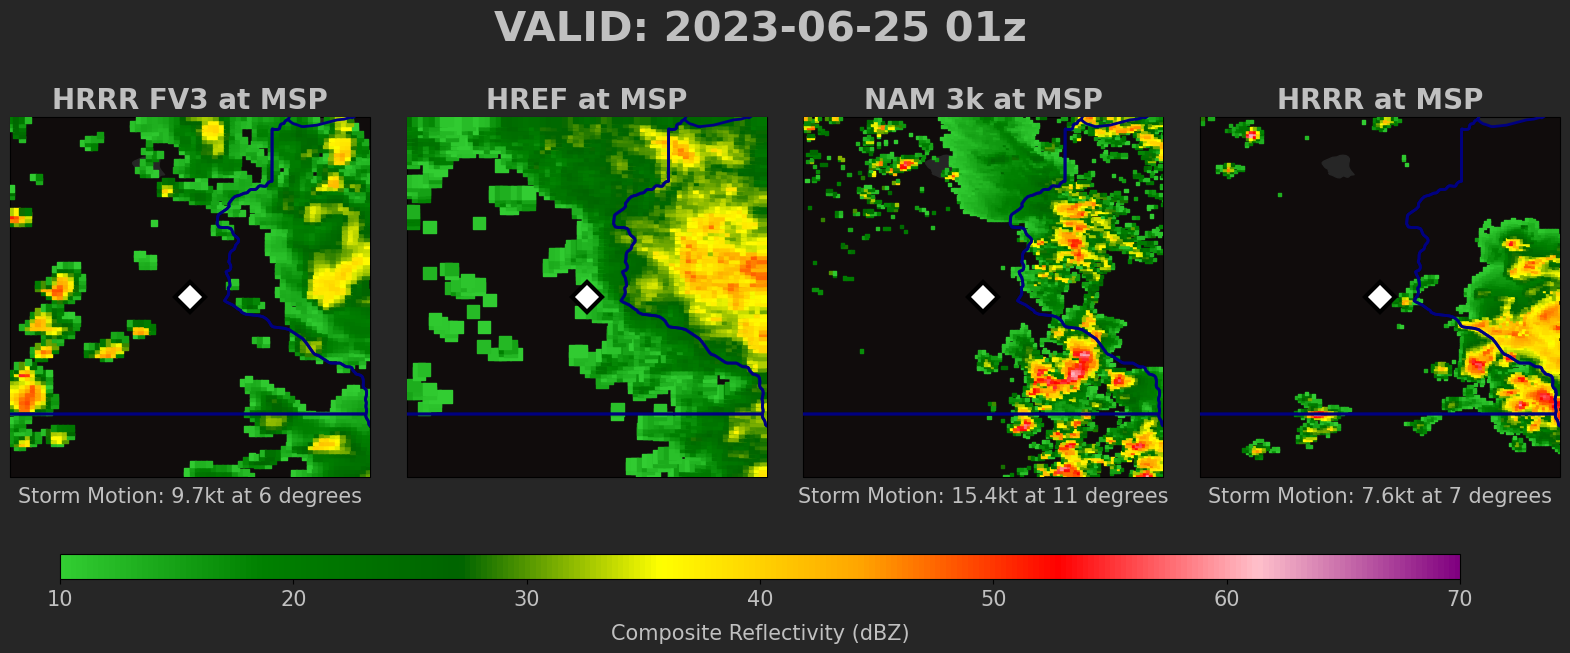 VALID: 2023-06-25 01z
HRRR FV3 at MSP
HREF at MSP
NAM 3k at MSP
HRRR at MSP
Storm Motion: 9.7kt at 6 degrees
Storm Motion: 15.4kt at 11 degrees
Storm Motion: 7.6kt at 7 degrees
10 20 30 40 50 60 70
Composite Reflectivity (dBZ)